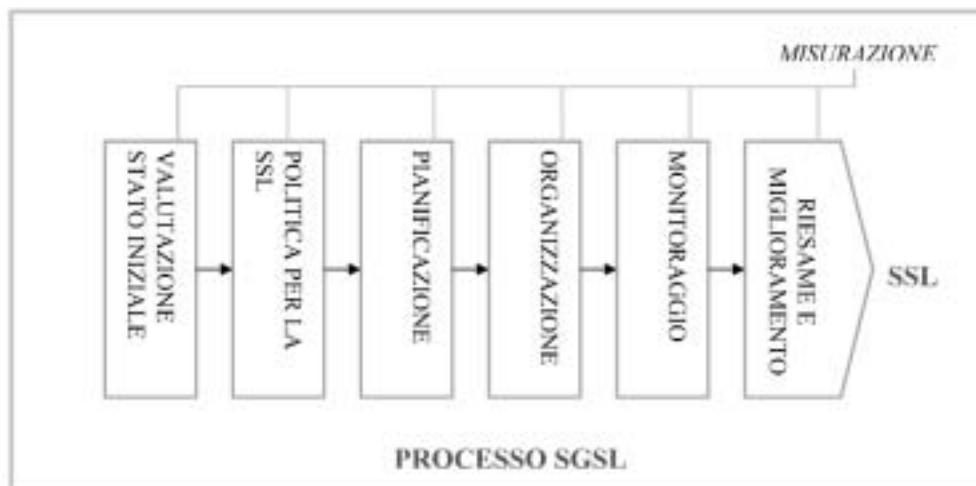 MISURAZIONE
VALUTAZIONE
STATO INIZIALE
POLITICA PER LA
SSL
PIANIFICAZIONE
ORGANIZZAZIONE
MONITORAGGIO
RIESAME E
MIGLIORAMENTO
SSL
PROCESSO SGSL